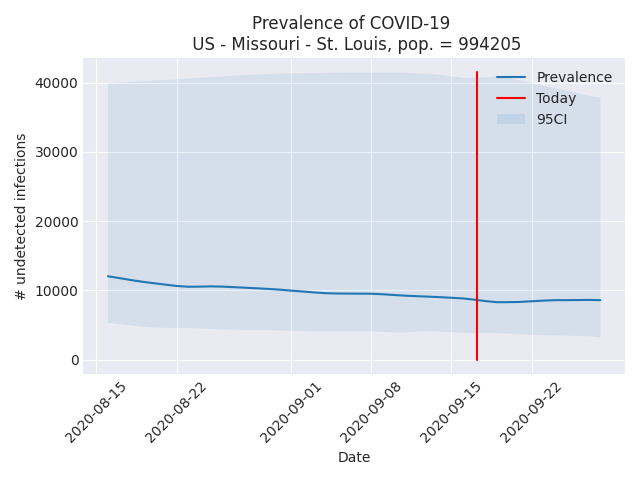 Prevalence of COVID-19
US - Missouri - St. Louis, pop. = 994205
Prevalence
Today
95CI
# undetected infections
40000
30000
20000
10000
0
2020-08-15
2020-08-22
2020-09-01
2020-09-08
2020-09-15
2020-09-22
Date